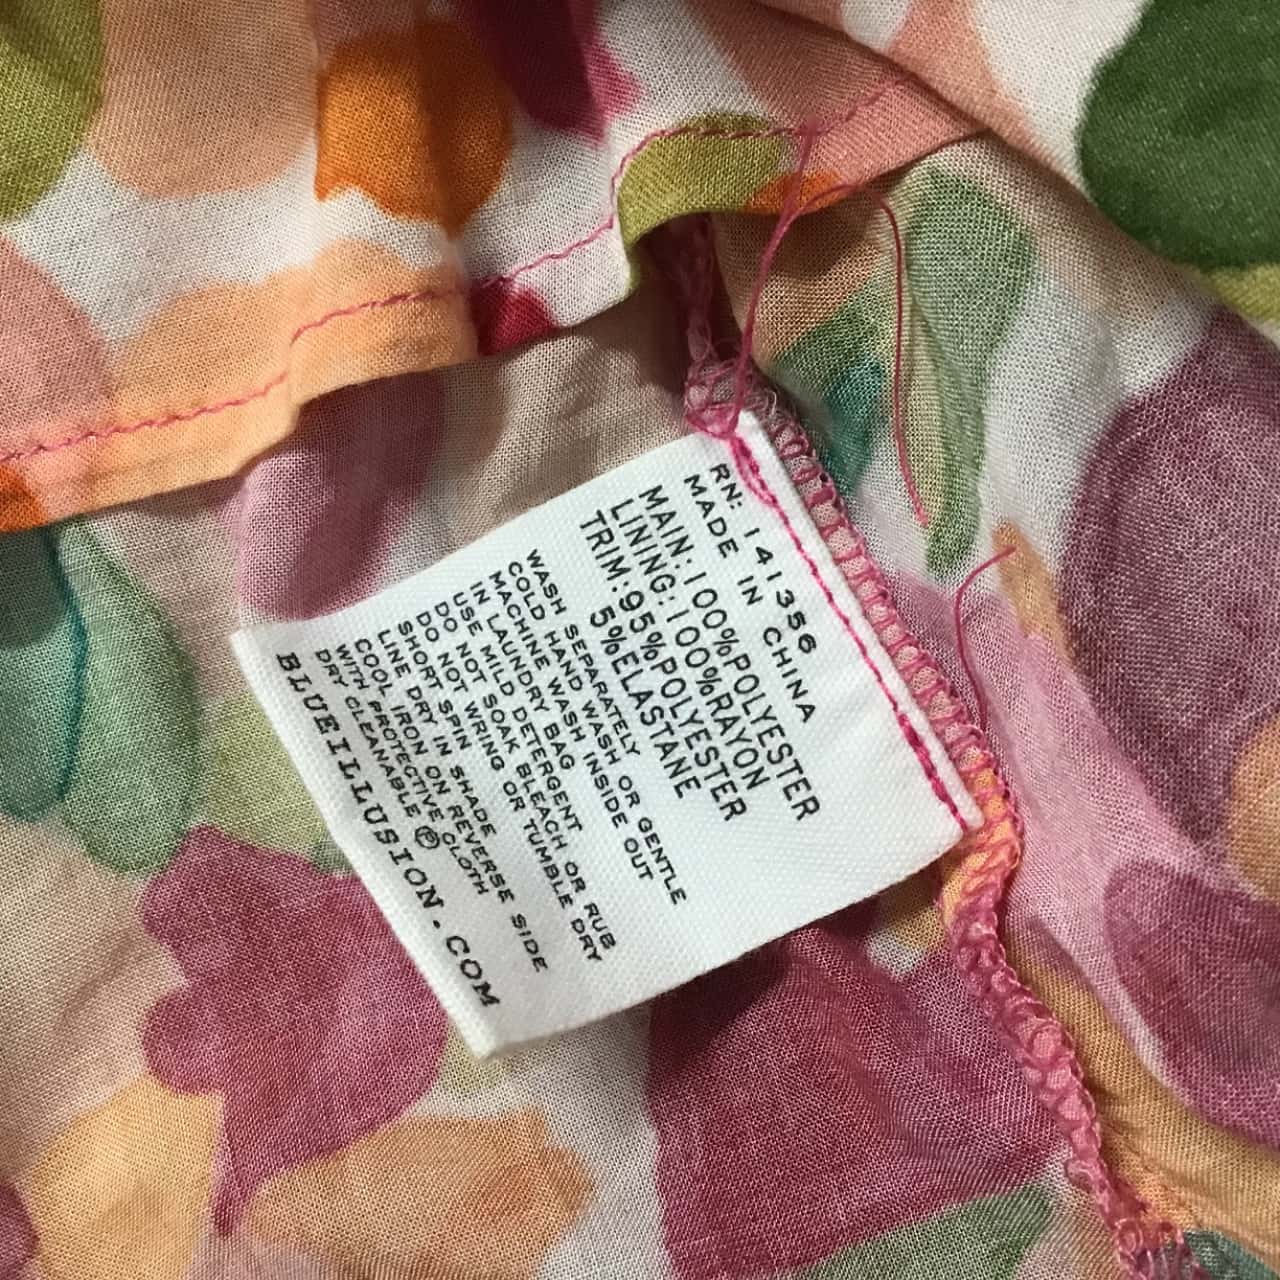 RN: 141356
MADE IN CHINA
MAIN:100%POLYESTER
LINING:100%RAYON
TRIM:95%POLYESTER
5%ELASTANE
WASH SEPARATELY
COLD HAND WASH OR GENTLE
MACHINE WASH INSIDE OUT
IN LAUNDRY BAG
USE MILD DETERGENT
DO NOT SOAK BLEACH OR RUB
DO NOT WRING OR TUMBLE DRY
SHORT SPIN
LINE DRY IN SHADE
COOL IRON ON REVERSE SIDE
WITH PROTECTIVE CLOTH
DRY CLEANABLE Ⓟ
BLUEILLUSION.COM